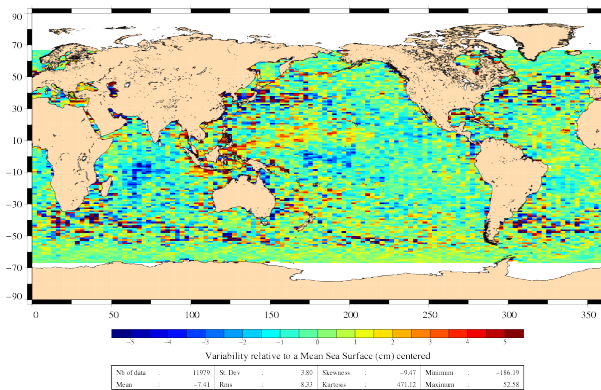 90
70
50
30
10
−10
−30
−50
−70
−90
0 50 100 150 200 250 300 350
−5 −4 −3 −2 −1 0 1 2 3 4 5
Variability relative to a Mean Sea Surface (cm) centered
Nb of data : 11979 St. Dev : 3.80 Skewness : −9.47 Minimum : −186.19
Mean : −7.41 Rms : 8.33 Kurtosis : 471.12 Maximum : 52.58